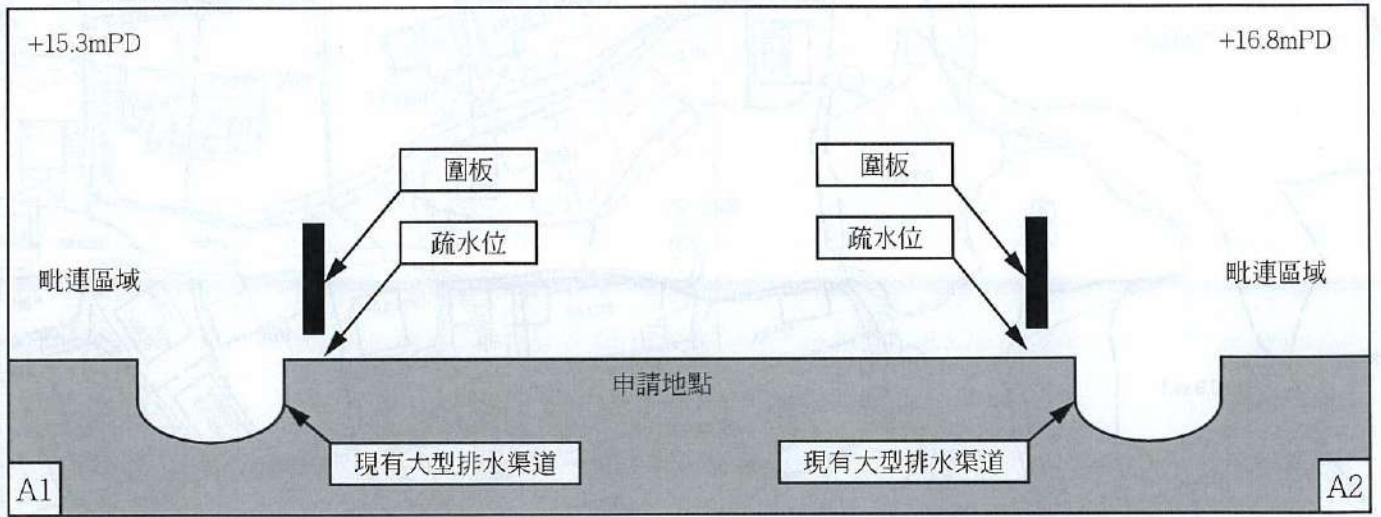 +15.3mPD
+16.8mPD
圍板
圍板
疏水位
疏水位
毗連區域
毗連區域
申請地點
現有大型排水渠道
現有大型排水渠道
A1
A2